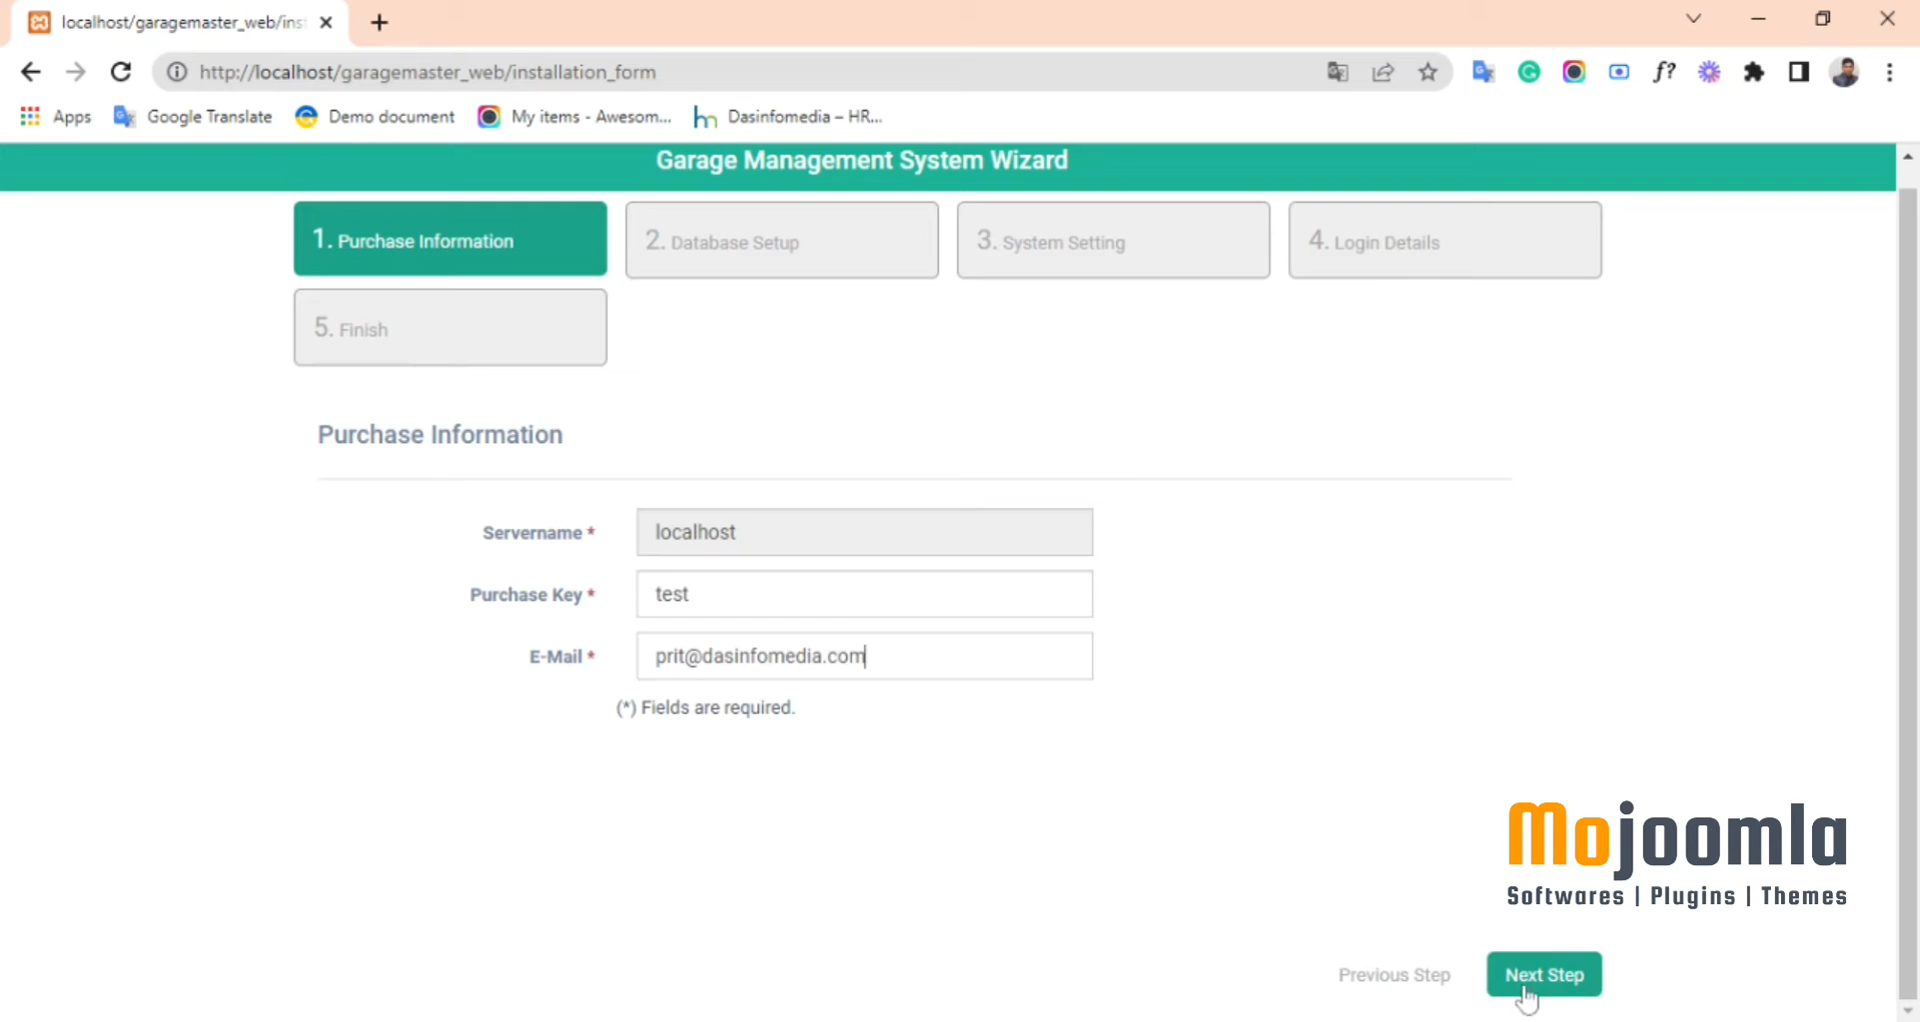 localhost/garagemaster_web/ins
http://localhost/garagemaster_web/installation_form
f?
Apps
Google Translate
Demo document
My items - Awesom...
Dasinfomedia – HR...
Garage Management System Wizard
1. Purchase Information
2. Database Setup
3. System Setting
4. Login Details
5. Finish
Purchase Information
Servername *
localhost
Purchase Key *
test
E-Mail *
prit@dasinfomedia.com
(*) Fields are required.
Mojoomla
Softwares | Plugins | Themes
Previous Step
Next Step